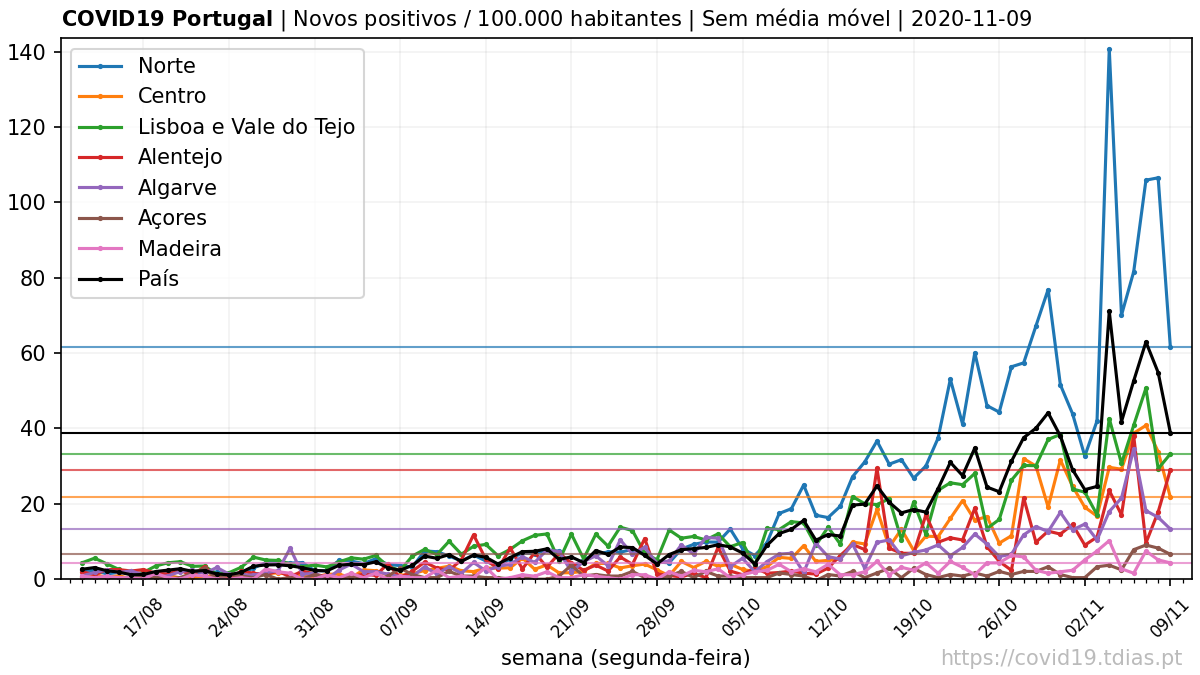 COVID19 Portugal | Novos positivos / 100.000 habitantes | Sem média móvel | 2020-11-09
140
120
100
80
60
40
20
0
Norte
Centro
Lisboa e Vale do Tejo
Alentejo
Algarve
Açores
Madeira
País
17/08 24/08 31/08 07/09 14/09 21/09 28/09 05/10 12/10 19/10 26/10 02/11 09/11
semana (segunda-feira)
https://covid19.tdias.pt